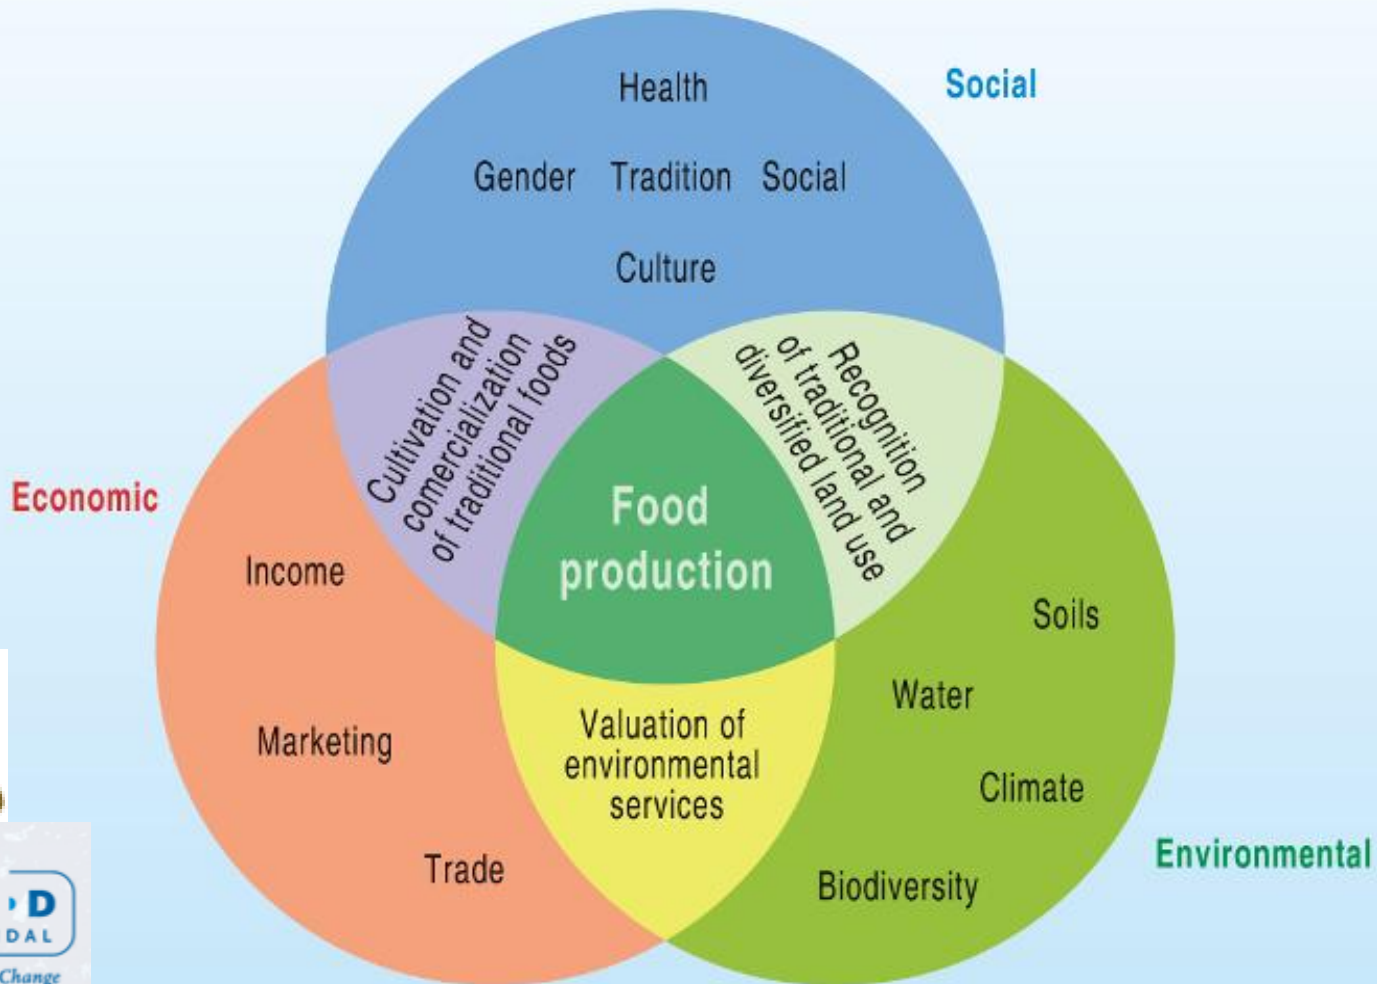 Social
Health
Gender Tradition Social
Culture
Cultivation and
comercialization
of traditional foods
Recognition
of traditional and
diversified land use
Economic
Food
production
Income
Soils
Water
Marketing
Valuation of
environmental
services
Climate
Trade
Biodiversity
Environmental
D
DAL
Change